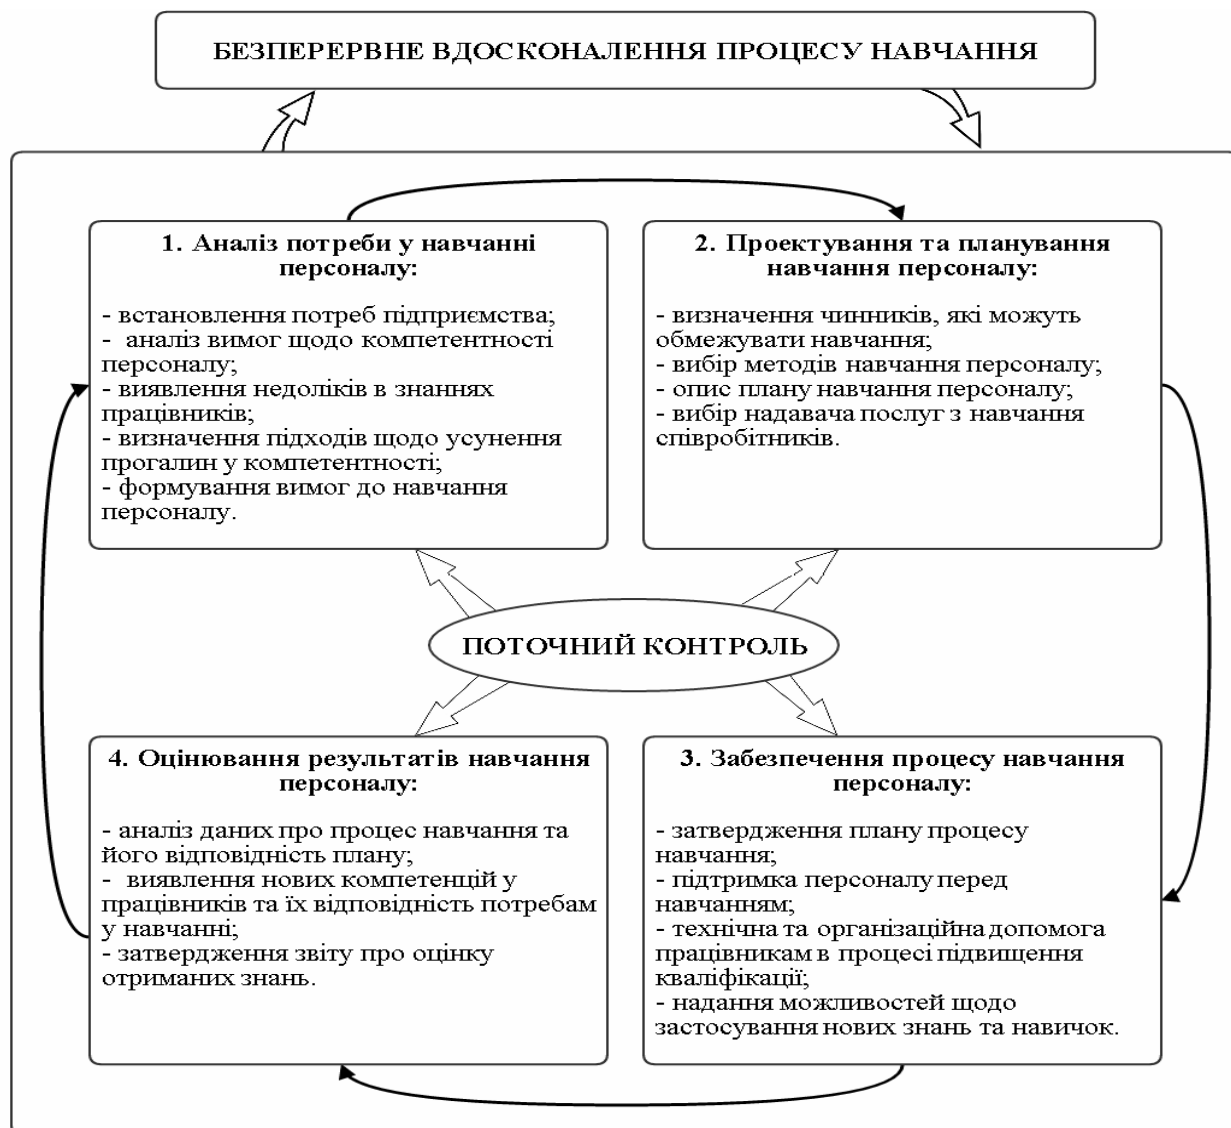 БЕЗПЕРЕРВНЕ ВДОСКОНАЛЕННЯ ПРОЦЕСУ НАВЧАННЯ
1. Аналіз потреби у навчанні
персоналу:
- встановлення потреб підприємства;
- аналіз вимог щодо компетентності
персоналу;
- виявлення недоліків в знаннях
працівників;
- визначення підходів щодо усунення
прогалин у компетентності;
- формування вимог до навчання
персоналу.
2. Проектування та планування
навчання персоналу:
- визначення чинників, які можуть
обмежувати навчання;
- вибір методів навчання персоналу;
- опис плану навчання персоналу;
- вибір надавача послуг з навчання
співробітників.
ПОТОЧНИЙ КОНТРОЛЬ
4. Оцінювання результатів навчання
персоналу:
- аналіз даних про процес навчання та
його відповідність плану;
- виявлення нових компетенцій у
працівників та їх відповідність потребам
у навчанні;
- затвердження звіту про оцінку
отриманих знань.
3. Забезпечення процесу навчання
персоналу:
- затвердження плану процесу
навчання;
- підтримка персоналу перед
навчанням;
- технічна та організаційна допомога
працівникам в процесі підвищення
кваліфікації;
- надання можливостей щодо
застосування нових знань та навичок.